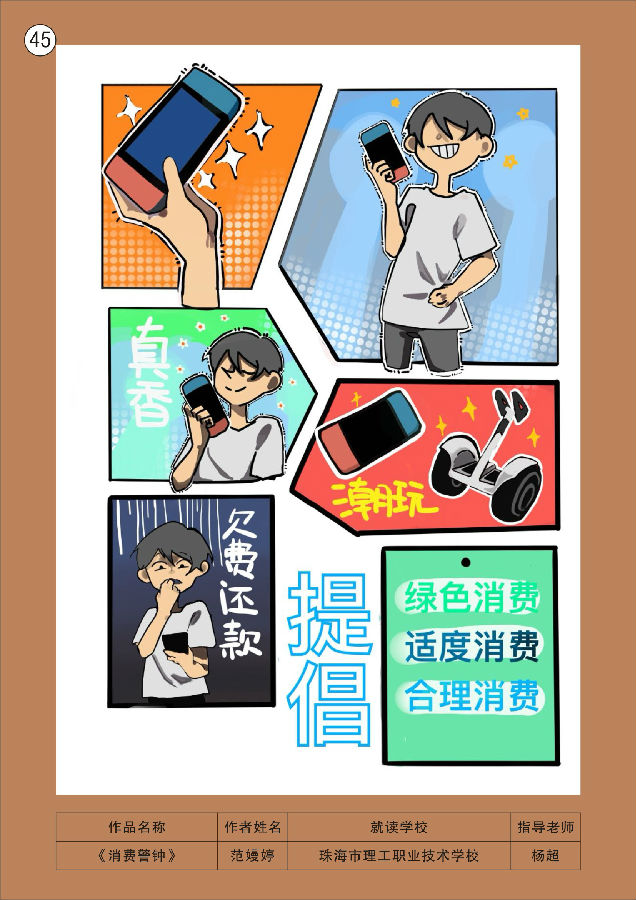 45
真香
潮玩
欠费还款
提倡
绿色消费
适度消费
合理消费
作品名称 作者姓名 就读学校 指导老师
《消费警钟》 范嫚婷 珠海市理工职业技术学校 杨超